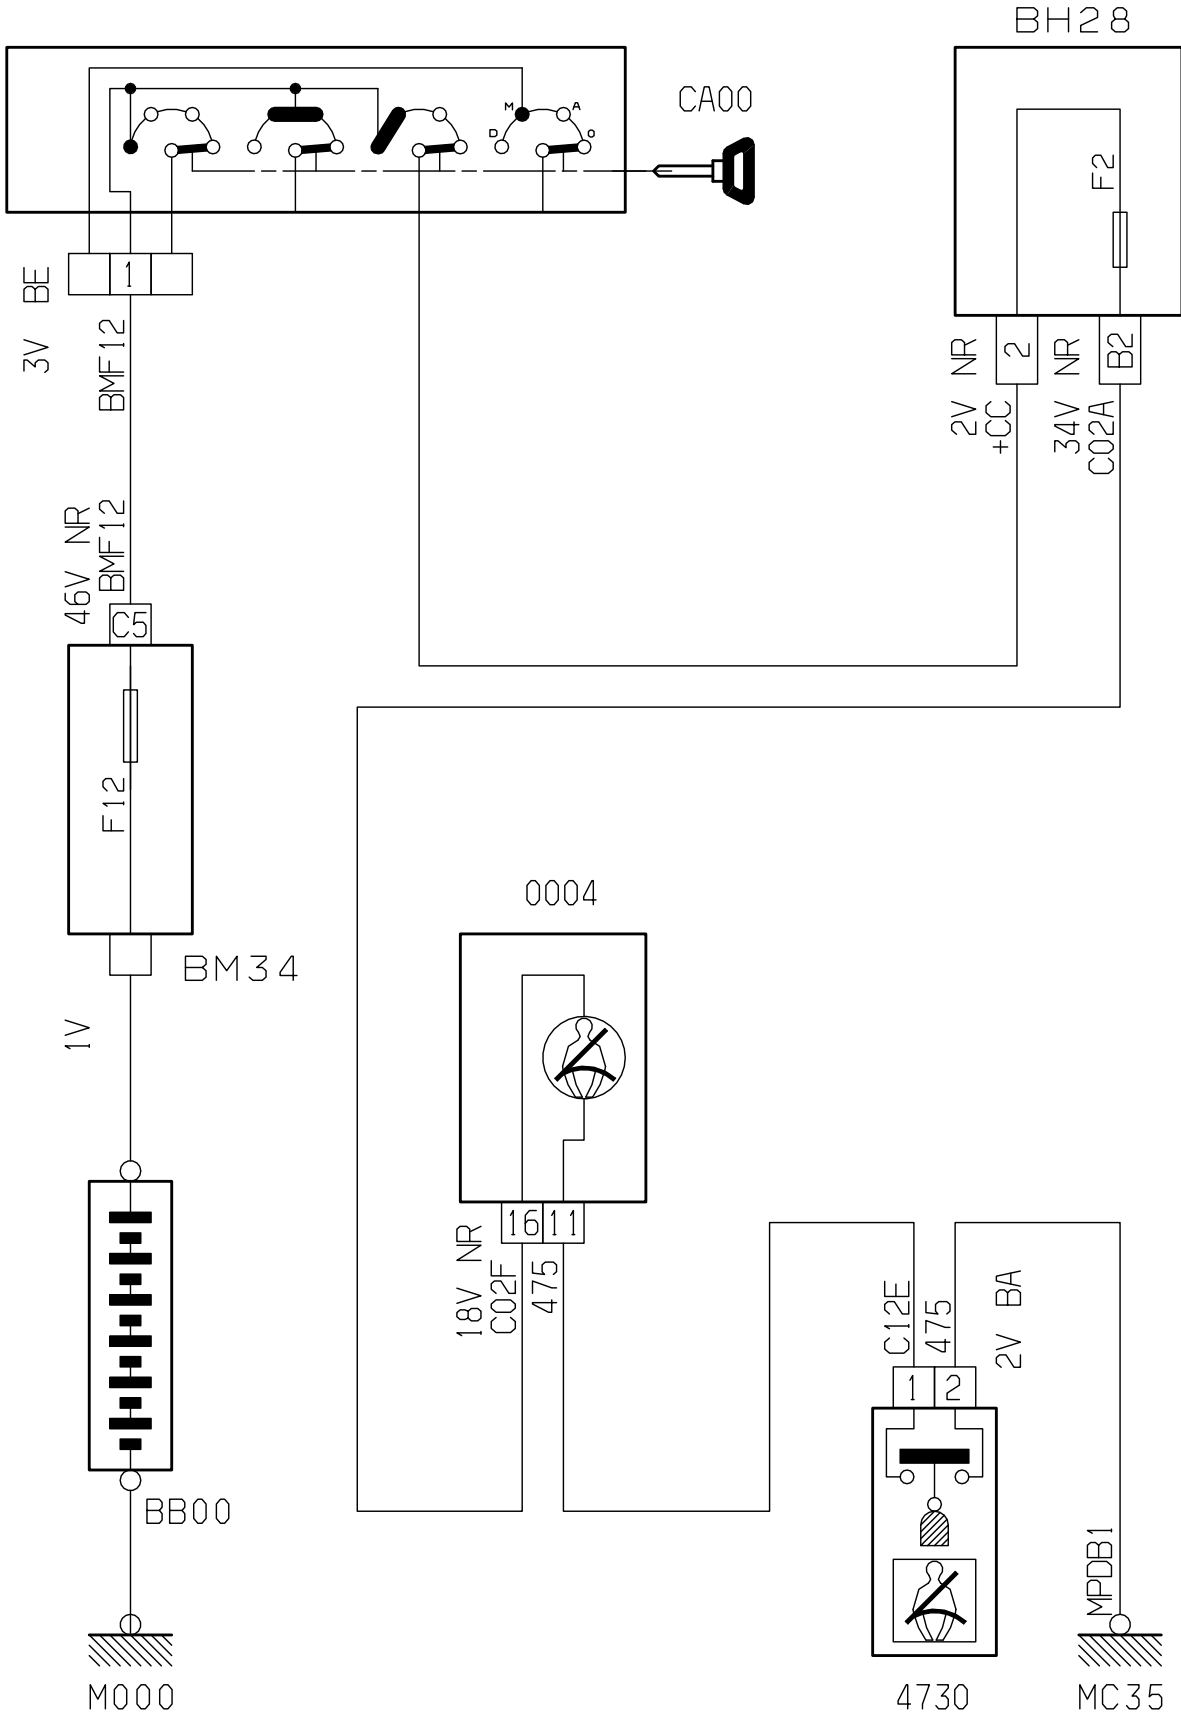 BH28
CA00
M
A
D
O
F2
1
3V BE
BMF12
2V NR
+CC
2
34V NR
C02A
B2
46V NR
BMF12
C5
F12
BM34
1V
0004
16
11
18V NR
C02F
475
C12E
475
2V BA
1
2
BB00
MPDB1
M000
4730
MC35